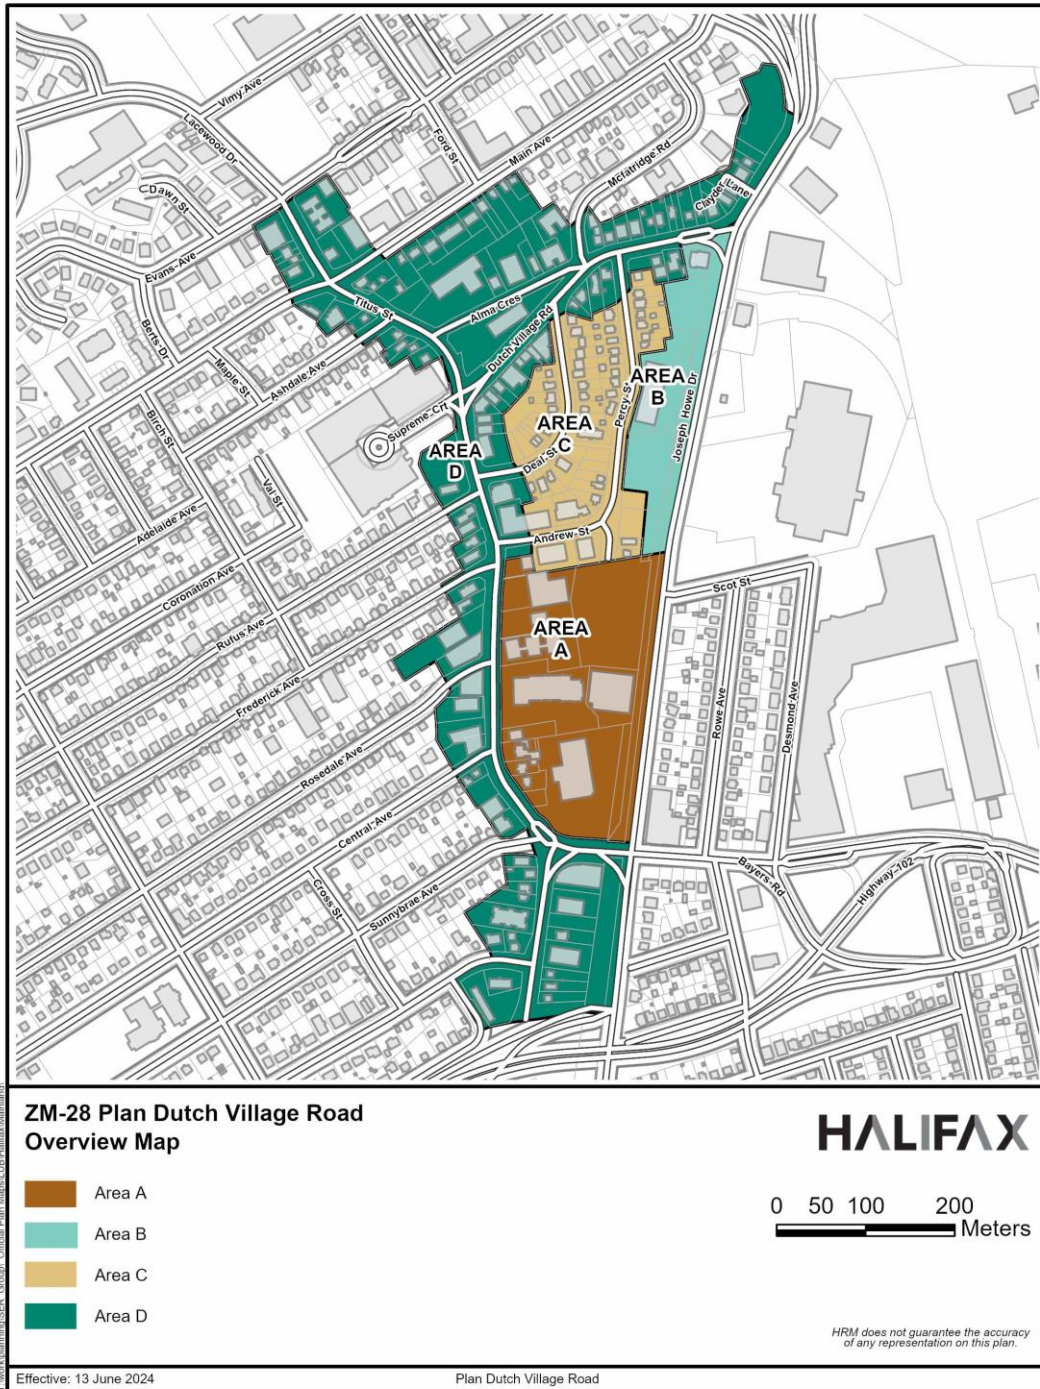 Vimy Ave
Lacewood Dr
Ford St
Main Ave
Mcfatridge Rd
Dawn St
Clayder Lane
Evans Ave
Titus St
Alma Cres
Dutch Village Rd
Berts Dr
Maple St
Ashdale Ave
AREA
B
Percy St
Joseph Howe Dr
Birch St
Supreme Crt
AREA
C
AREA
D
Deal St
Val St
Adelaide Ave
Andrew St
Coronation Ave
Scot St
Rufus Ave
AREA
A
Frederick Ave
Rowe Ave
Desmond Ave
Rosedale Ave
Central Ave
Cross St
Sunnybrae Ave
Bayers Rd
Highway 102
ZM-28 Plan Dutch Village Road
Overview Map
HALIFAX
Area A
Area B
Area C
Area D
0 50 100 200
Meters
HRM does not guarantee the accuracy
of any representation on this plan.
Effective: 13 June 2024
Plan Dutch Village Road